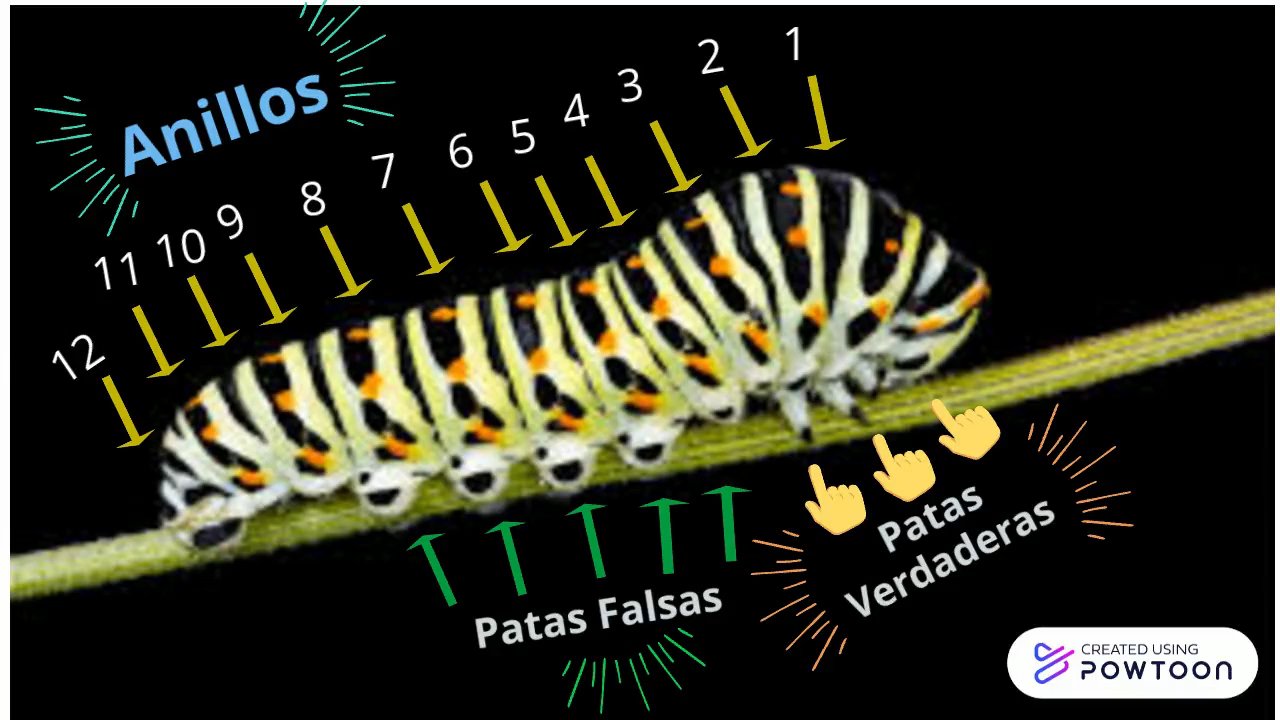 Anillos
1
2
3
4
5
6
7
8
9
10
11
12
Patas Falsas
Patas
Verdaderas
CREATED USING
POWTOON